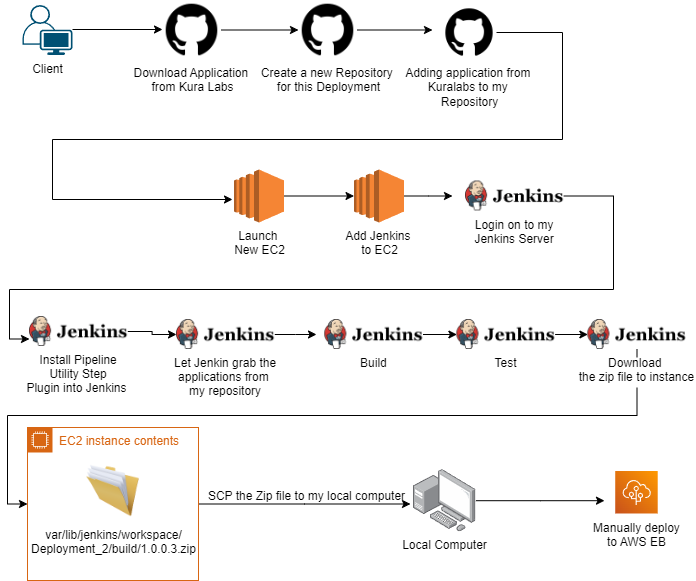 Client
Download Application
from Kura Labs
Create a new Repository
for this Deployment
Adding application from
Kuralabs to my
Repository
Launch
New EC2
Add Jenkins
to EC2
Jenkins
Login on to my
Jenkins Server
Jenkins
Install Pipeline
Utility Step
Plugin into Jenkins
Jenkins
Let Jenkin grab the
applications from
my repository
Jenkins
Build
Jenkins
Test
Jenkins
Download
the zip file to instance
EC2 instance contents
var/lib/jenkins/workspace/
Deployment_2/build/1.0.0.3.zip
SCP the Zip file to my local computer
Local Computer
Manually deploy
to AWS EB